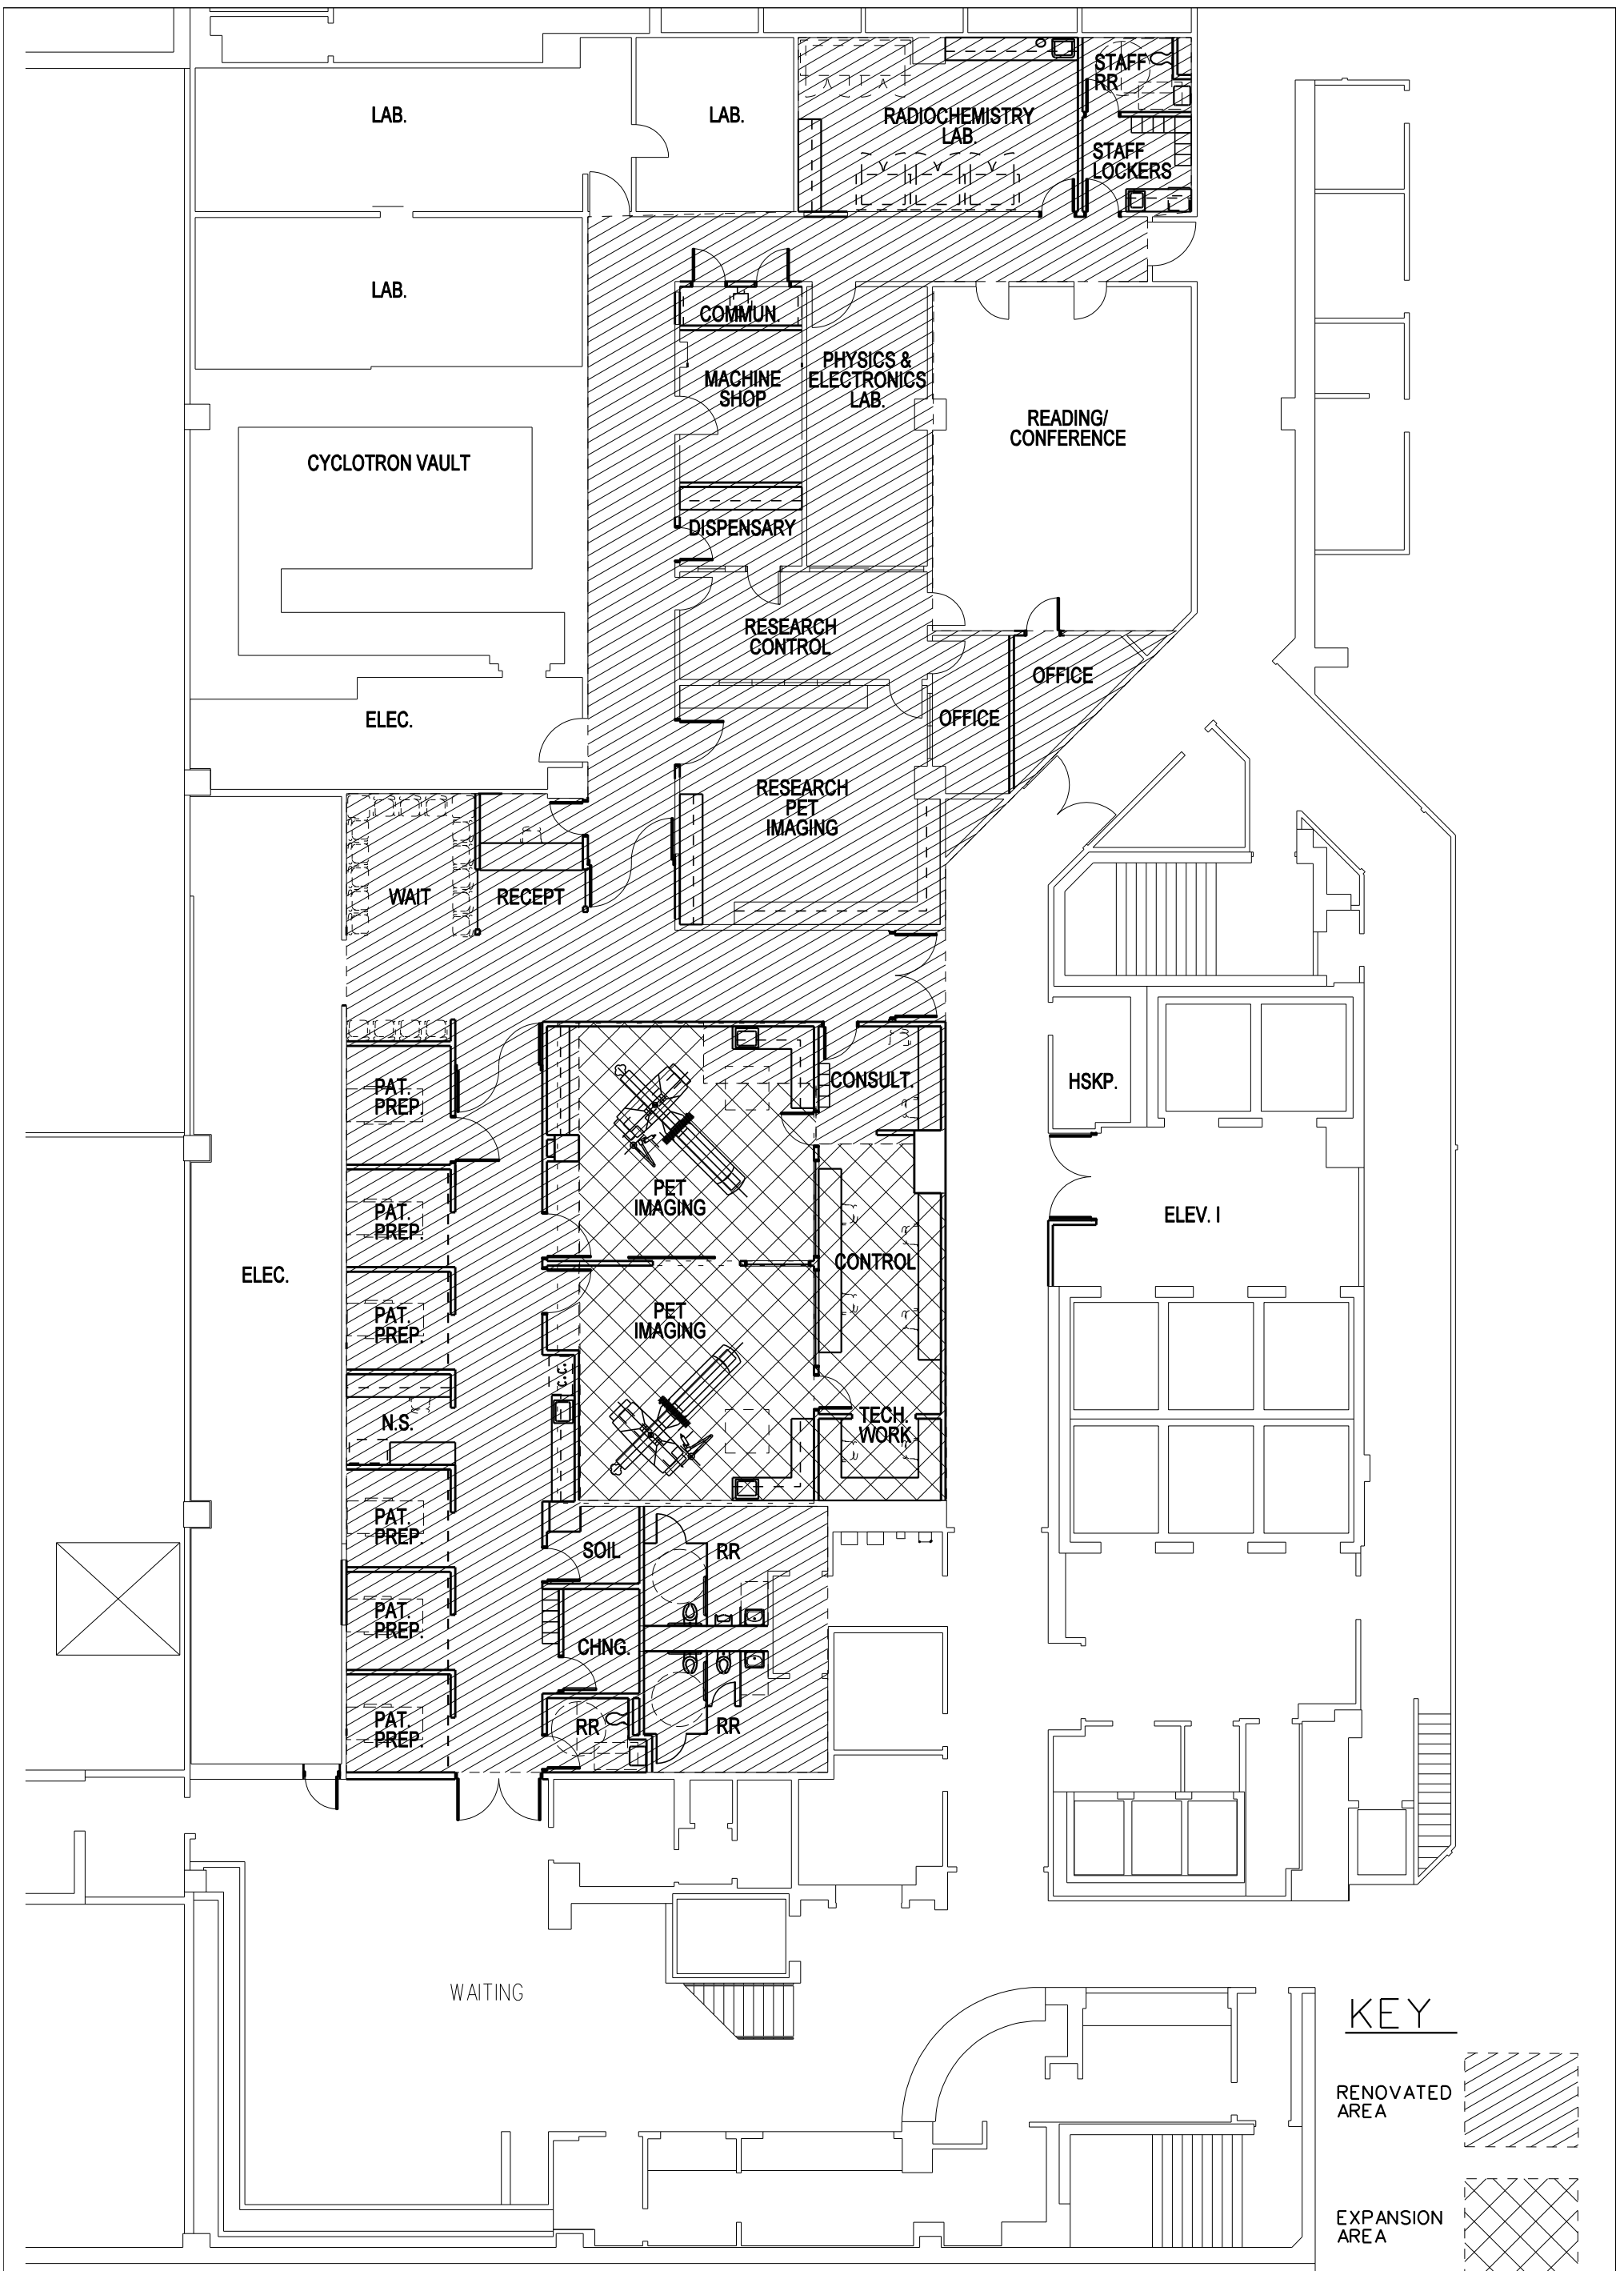 STAFF
RR
LAB.
LAB.
RADIOCHEMISTRY
LAB.
STAFF
LOCKERS
LAB.
COMMUN.
PHYSICS &
ELECTRONICS
LAB.
MACHINE
SHOP
READING/
CONFERENCE
CYCLOTRON VAULT
DISPENSARY
RESEARCH
CONTROL
OFFICE
OFFICE
ELEC.
RESEARCH
PET
IMAGING
WAIT
RECEPT
PAT.
PREP.
CONSULT.
HSKP.
PET
IMAGING
PAT.
PREP.
ELEV. I
ELEC.
CONTROL
PAT.
PREP.
PET
IMAGING
C.C.
N.S.
TECH.
WORK
PAT.
PREP.
SOIL
RR
PAT.
PREP.
CHNG.
PAT.
PREP.
RR
RR
WAITING
KEY
RENOVATED
AREA
EXPANSION
AREA